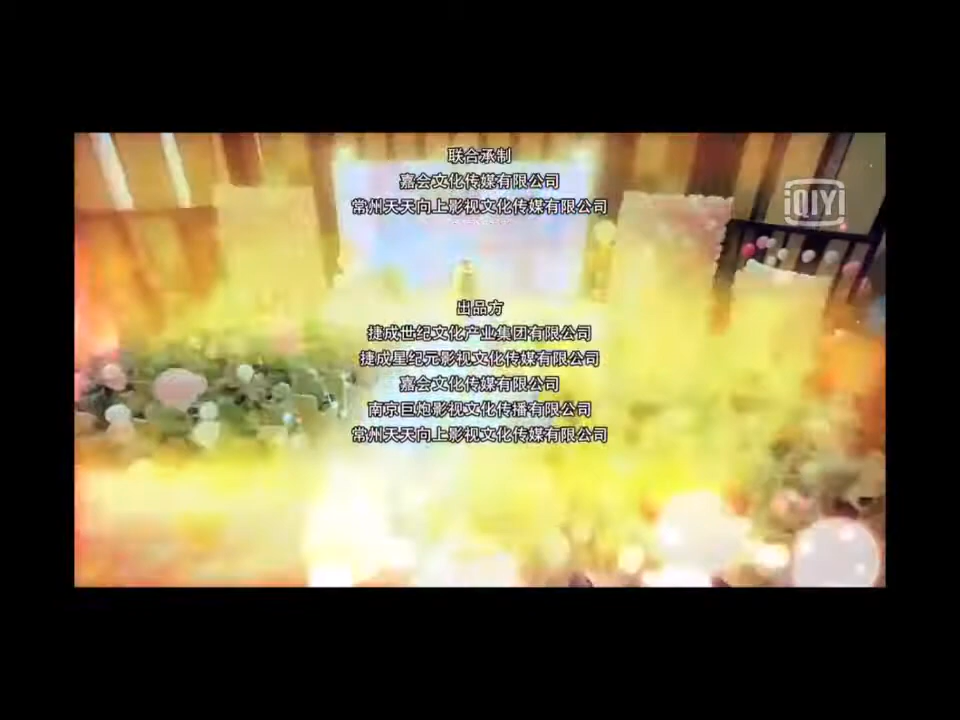 联合承制
嘉会文化传媒有限公司
常州天天向上影视文化传媒有限公司
QIYI
出品方
捷成世纪文化产业集团有限公司
捷成星纪元影视文化传媒有限公司
嘉会文化传媒有限公司
南京巨炮影视文化传播有限公司
常州天天向上影视文化传媒有限公司